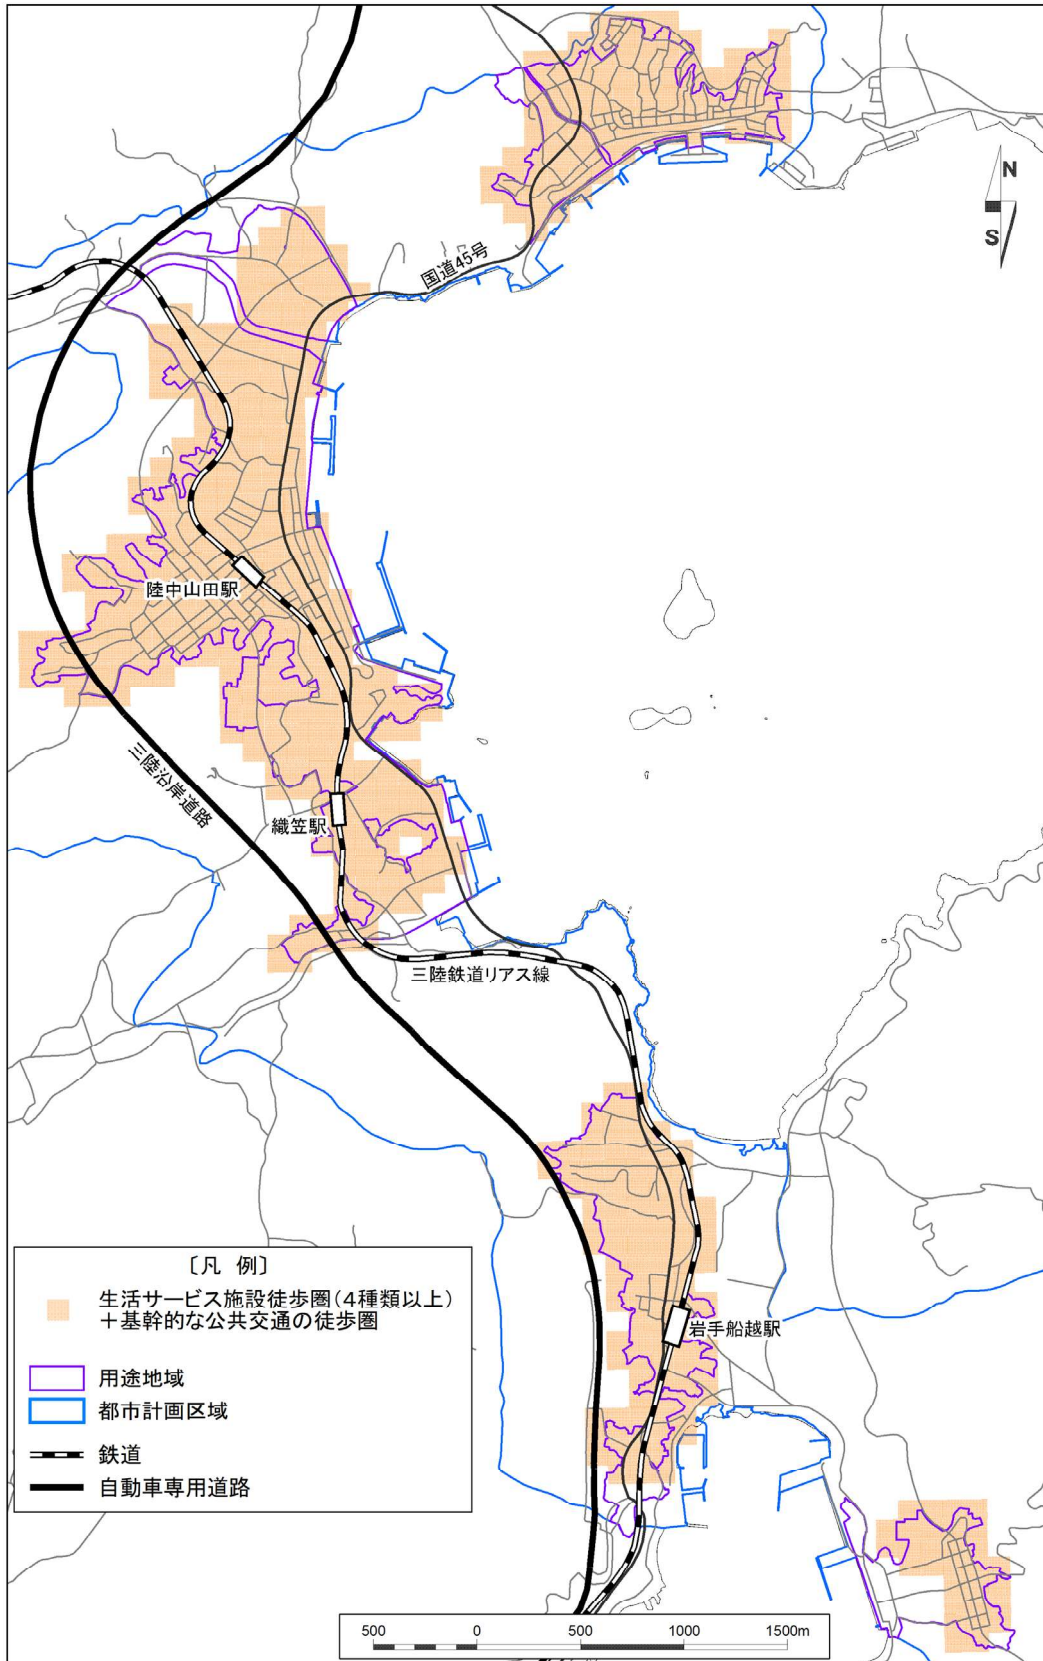 N
S
国道45号
陸中山田駅
三陸沿岸道路
織笠駅
三陸鉄道リアス線
岩手船越駅
〔凡 例〕
生活サービス施設徒歩圏(4種類以上)
＋基幹的な公共交通の徒歩圏
用途地域
都市計画区域
鉄道
自動車専用道路
500 0 500 1000 1500m